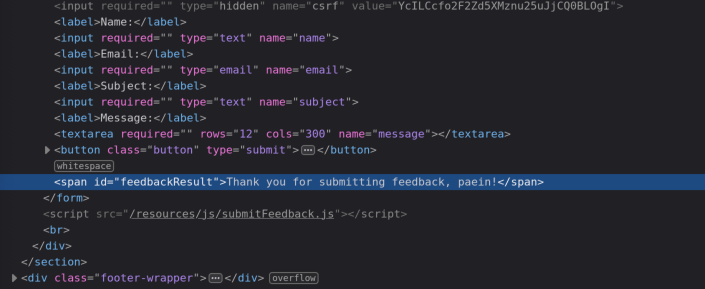 <input required="" type="hidden" name="csrf" value="YcILCcfo2F2Zd5XMznu25uJjCQ0BLOgI">
<label>Name:</label>
<input required="" type="text" name="name">
<label>Email:</label>
<input required="" type="email" name="email">
<label>Subject:</label>
<input required="" type="text" name="subject">
<label>Message:</label>
<textarea required="" rows="12" cols="300" name="message"></textarea>
<button class="button" type="submit"></button>
whitespace
<span id="feedbackResult">Thank you for submitting feedback, paein!</span>
</form>
<script src="/resources/js/submitFeedback.js"></script>
<br>
</div>
</section>
<div class="footer-wrapper"></div> overflow